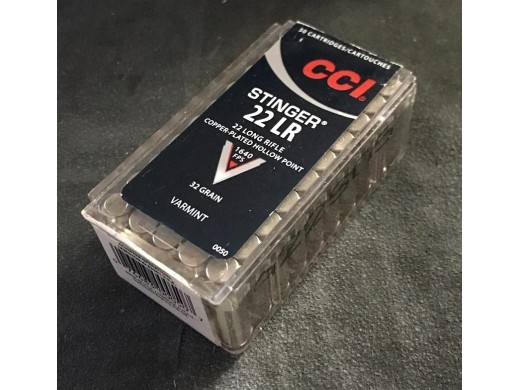 50 CARTRIDGES/CARTOUCHES
CCI
STINGER®
22 LR
22 LONG RIFLE
COPPER-PLATED HOLLOW POINT
1640
FPS
V
32 GRAIN
VARMINT
0050